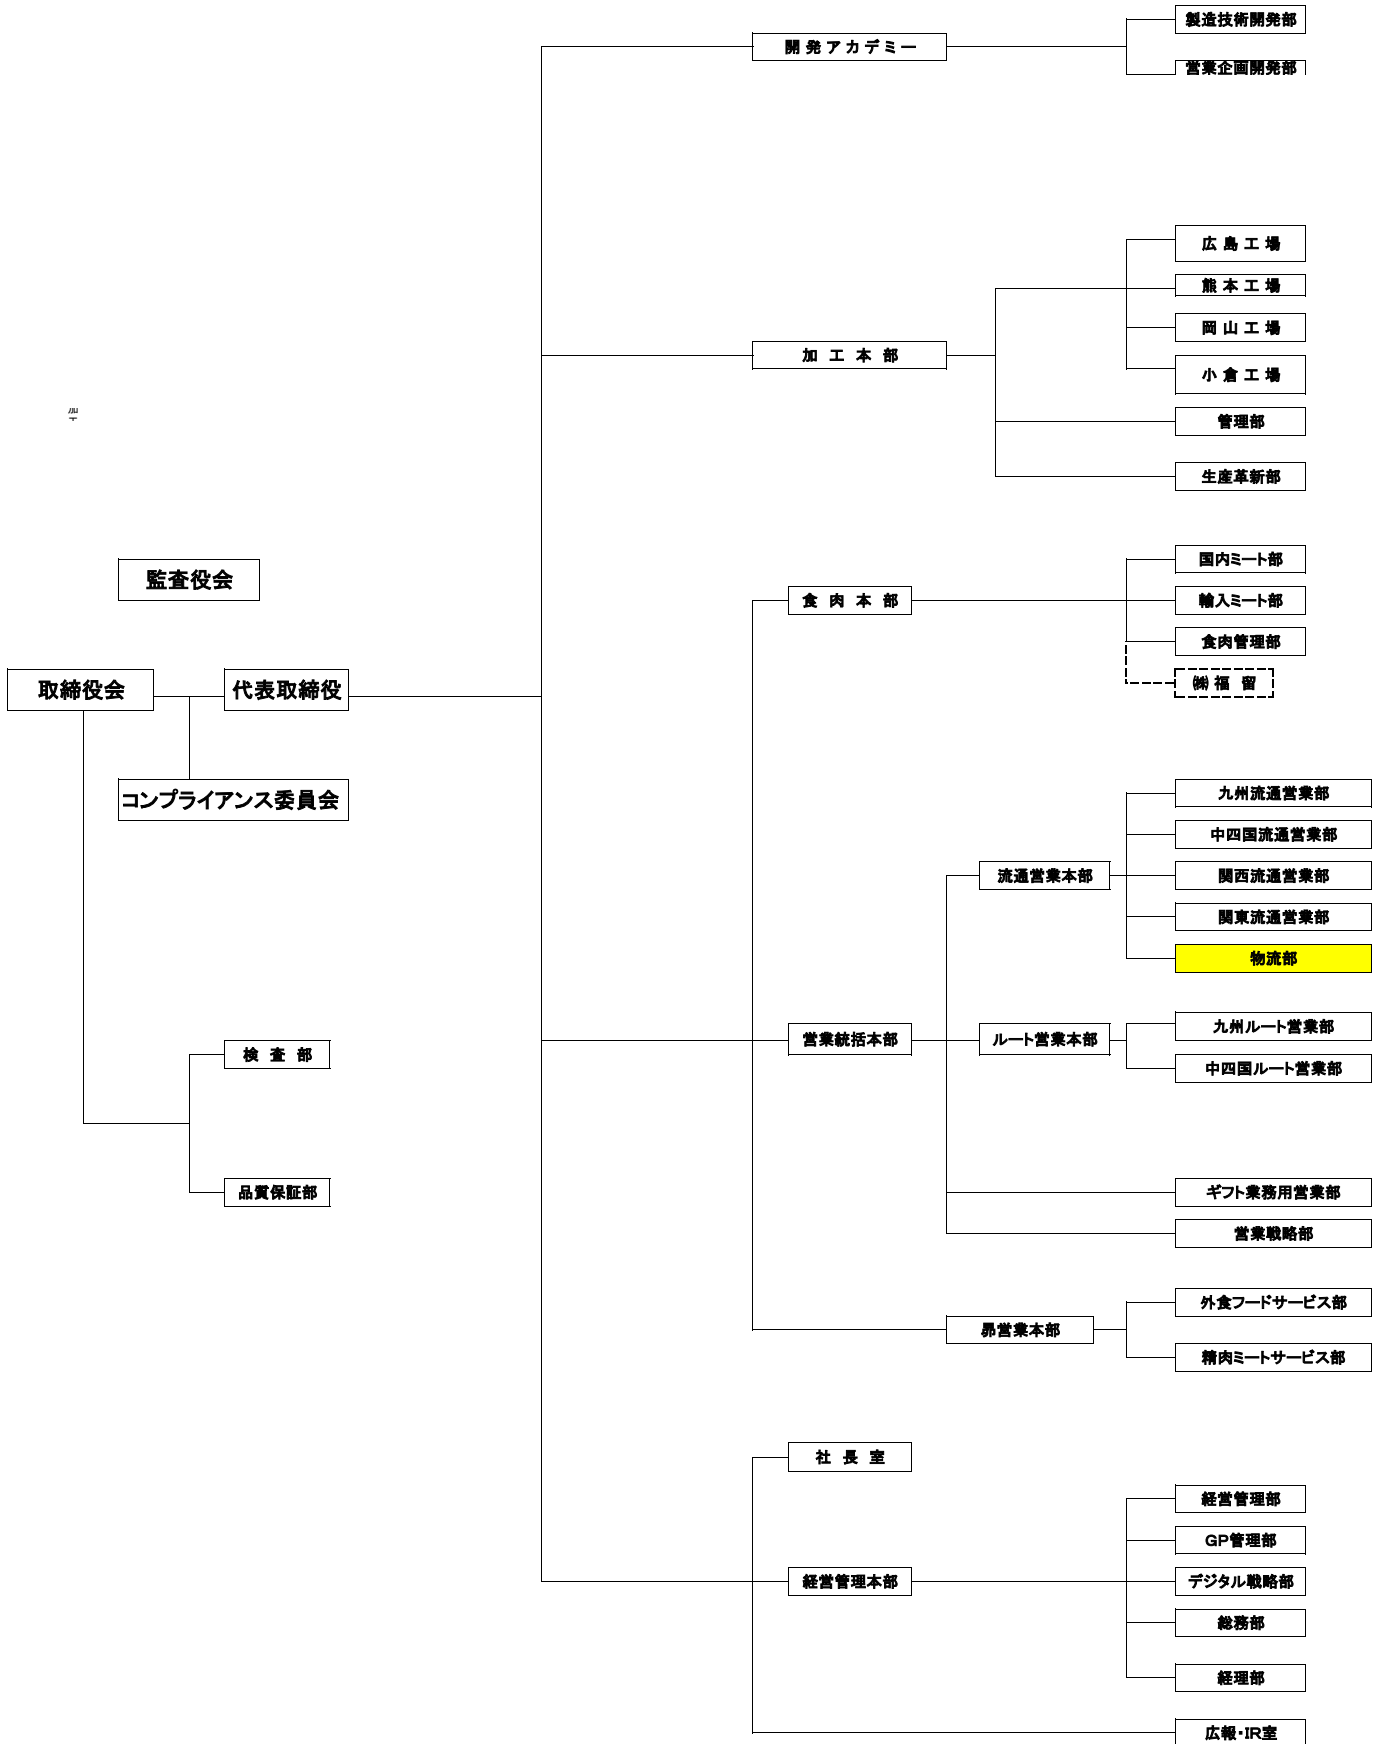 製造技術開発部
開発アカデミー
営業企画開発部
広島工場
熊本工場
岡山工場
加工本部
小倉工場
管理部
生産革新部
国内ミート部
監査役会
食肉本部
輸入ミート部
食肉管理部
取締役会
代表取締役
㈱福留
九州流通営業部
コンプライアンス委員会
中四国流通営業部
流通営業本部
関西流通営業部
関東流通営業部
物流部
九州ルート営業部
営業統括本部
ルート営業本部
検査部
中四国ルート営業部
品質保証部
ギフト業務用営業部
営業戦略部
外食フードサービス部
昴営業本部
精肉ミートサービス部
社長室
経営管理部
GP管理部
経営管理本部
デジタル戦略部
総務部
経理部
広報・IR室